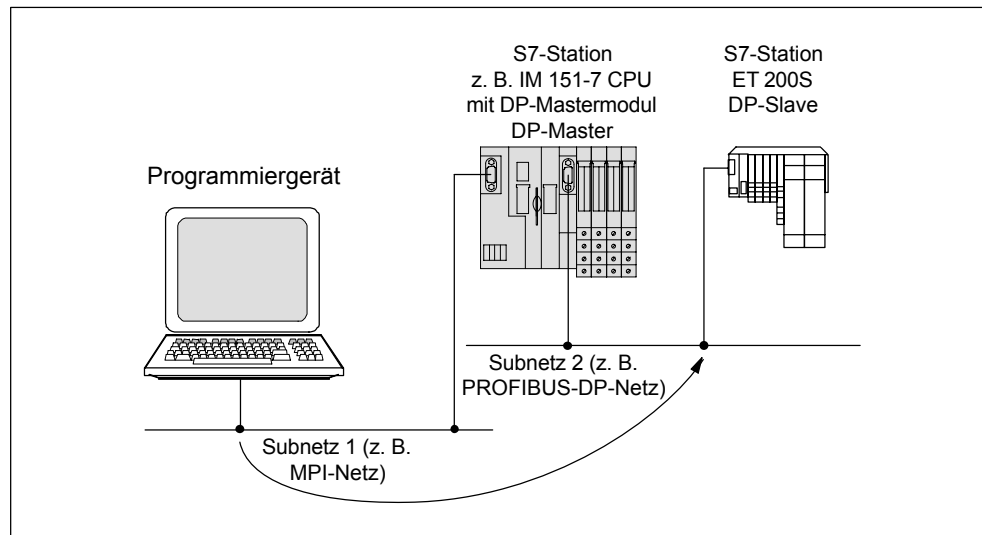 S7-Station
z. B. IM 151-7 CPU
mit DP-Mastermodul
DP-Master
S7-Station
ET 200S
DP-Slave
Programmiergerät
Subnetz 2 (z. B.
PROFIBUS-DP-Netz)
Subnetz 1 (z. B.
MPI-Netz)